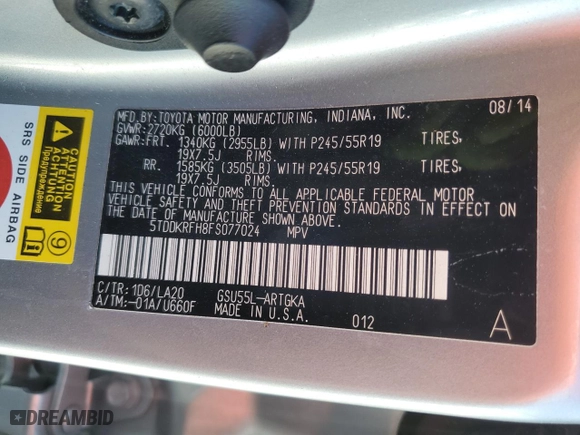 MFD. BY:TOYOTA MOTOR MANUFACTURING, INDIANA, INC. 08/14
GVWR:2720KG (6000LB)
GAWR:FRT. 1340KG (2955LB) WITH P245/55R19 TIRES,
19X7.5J RIMS.
RR. 1585KG (3505LB) WITH P245/55R19 TIRES,
19X7.5J RIMS.
THIS VEHICLE CONFORMS TO ALL APPLICABLE FEDERAL MOTOR
VEHICLE SAFETY AND THEFT PREVENTION STANDARDS IN EFFECT ON
THE DATE OF MANUFACTURE SHOWN ABOVE.
5TDDKRFH8FS077024 MPV
C/TR:1D6/LA20 GSU55L-ARTGKA
A/TM:-01A/U660F MADE IN U.S.A. 012 A
SRS SIDE AIRBAG
CAUTION
ATTENTION
ACHTUNG
Предупреждение
9
DREAMBID